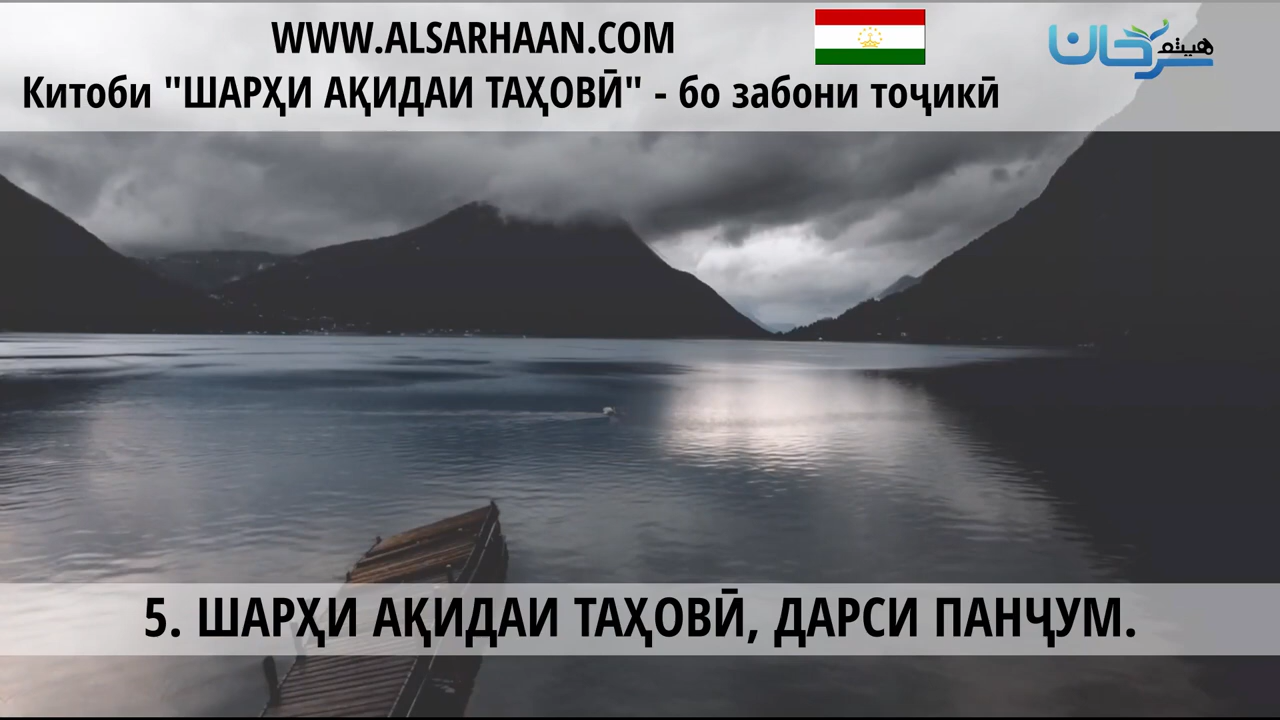 WWW.ALSARHAAN.COM
Китоби "ШАРҲИ АҚИДАИ ТАҲОВӢ" - бо забони тоҷикӣ
هيثم
سرحان
5. ШАРҲИ АҚИДАИ ТАҲОВӢ, ДАРСИ ПАНҶУМ.